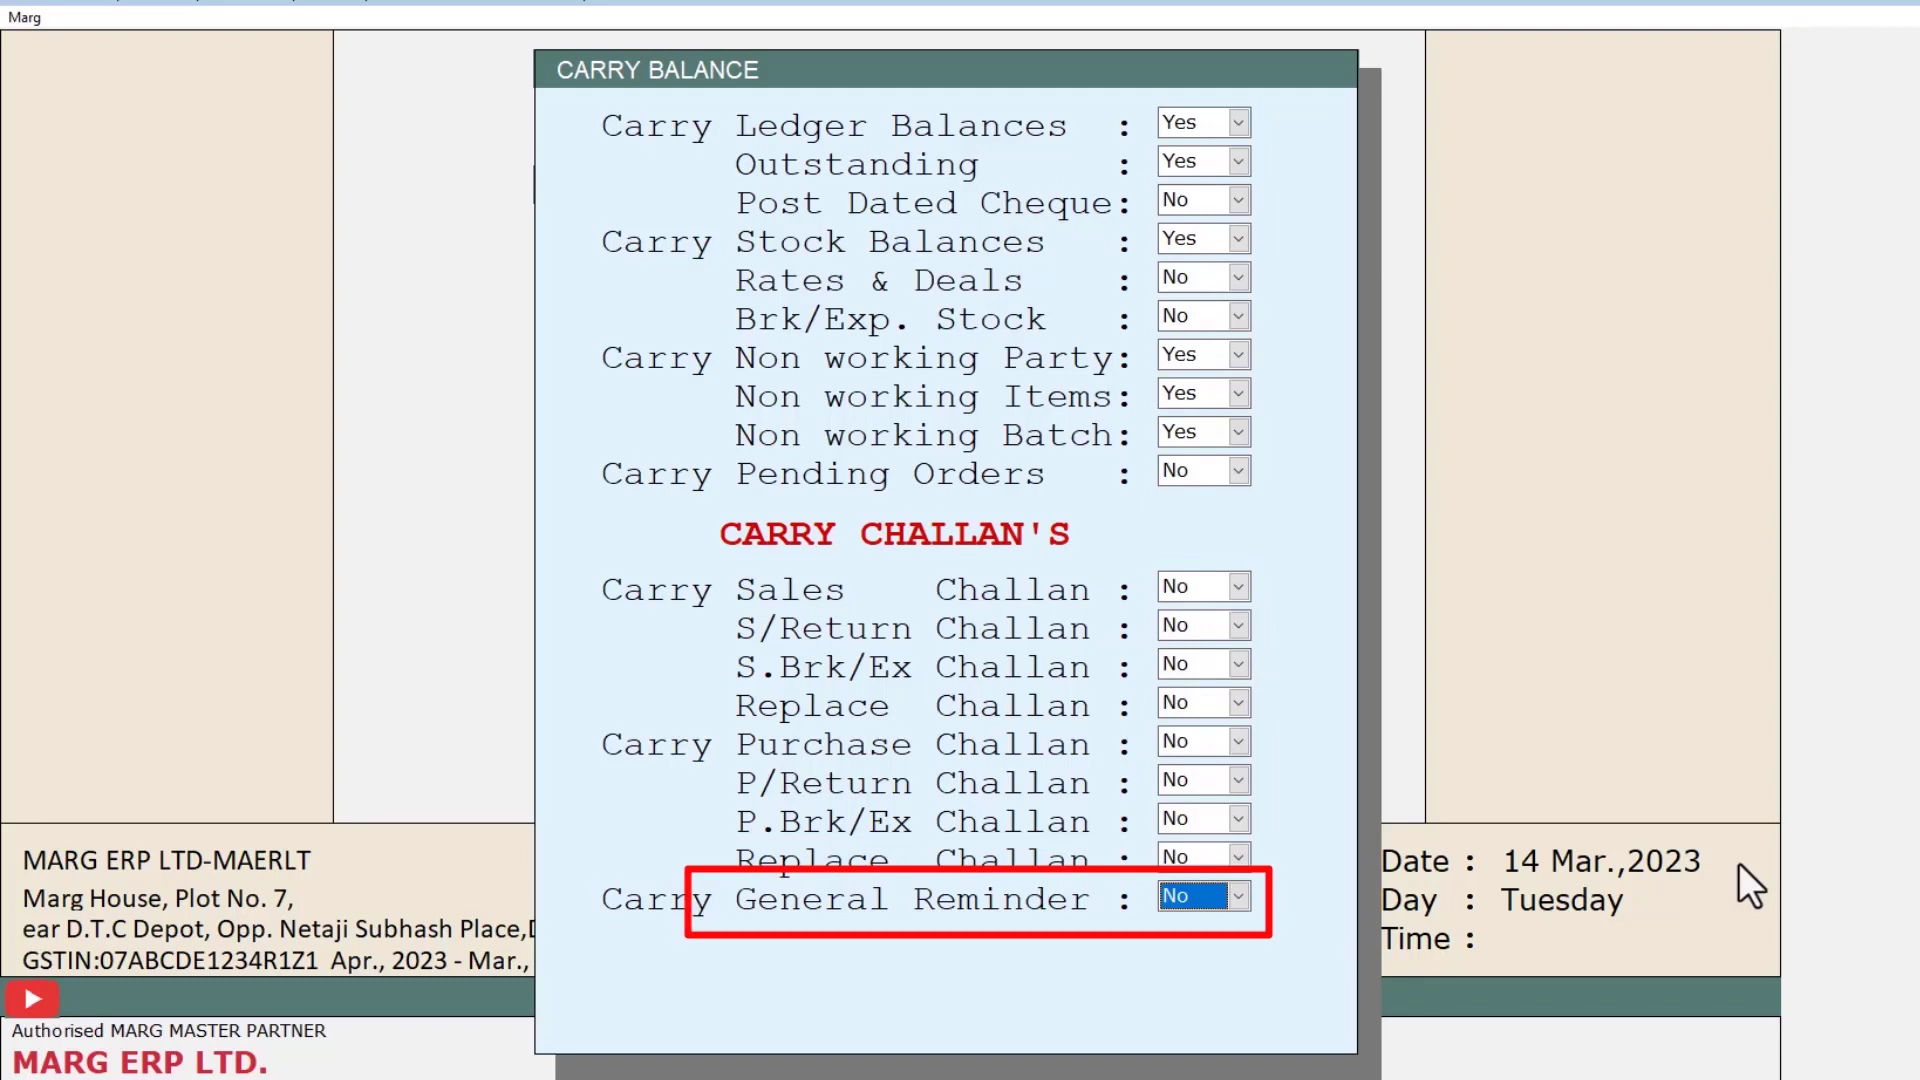 Marg
CARRY BALANCE
Carry Ledger Balances : Yes
Outstanding : Yes
Post Dated Cheque: No
Carry Stock Balances : Yes
Rates & Deals : No
Brk/Exp. Stock : No
Carry Non working Party: Yes
Non working Items: Yes
Non working Batch: Yes
Carry Pending Orders : No
CARRY CHALLAN'S
Carry Sales Challan : No
S/Return Challan : No
S.Brk/Ex Challan : No
Replace Challan : No
Carry Purchase Challan : No
P/Return Challan : No
P.Brk/Ex Challan : No
Replace Challan : No
Carry General Reminder : No
MARG ERP LTD-MAERLT
Marg House, Plot No. 7,
ear D.T.C Depot, Opp. Netaji Subhash Place,
GSTIN:07ABCDE1234R1Z1 Apr., 2023 - Mar.,
Date : 14 Mar.,2023
Day : Tuesday
Time :
Authorised MARG MASTER PARTNER
MARG ERP LTD.